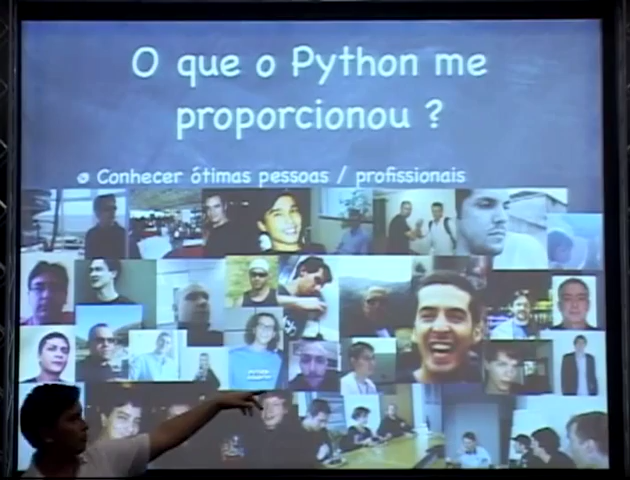 O que o Python me
proporcionou ?
Conhecer ótimas pessoas / profissionais